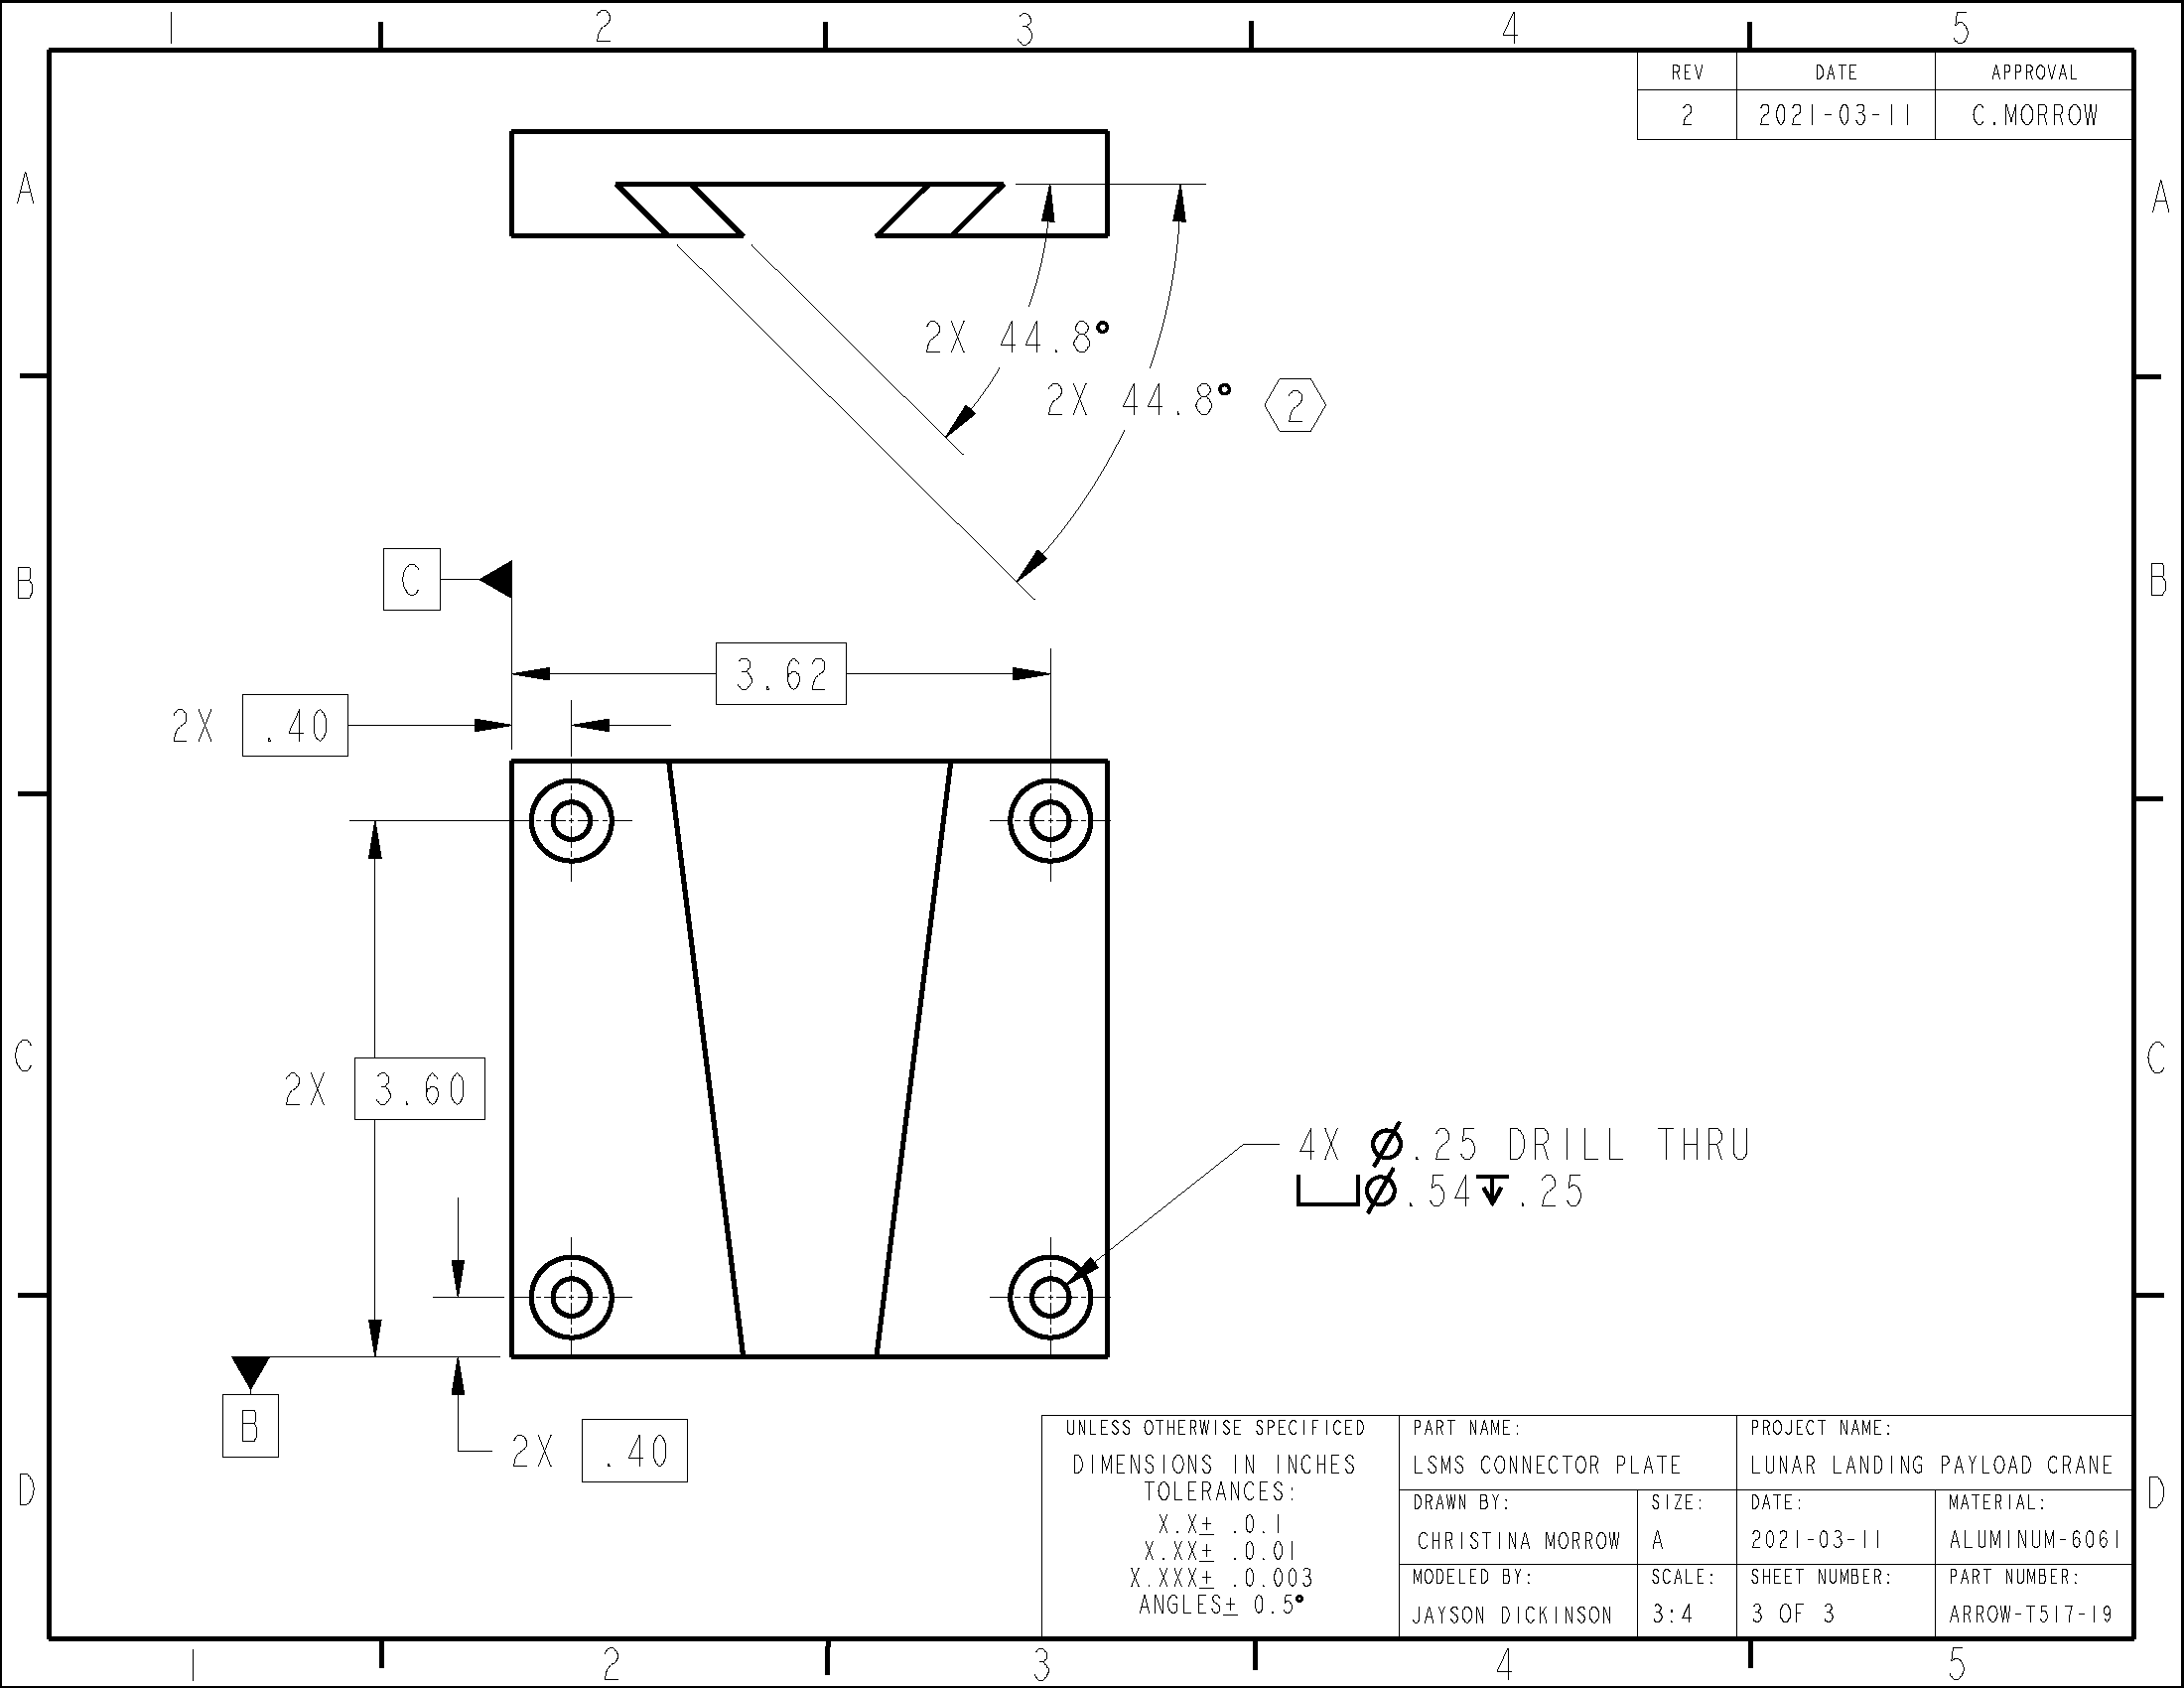 1 2 3 4 5
REV DATE APPROVAL
2 2021-03-11 C.MORROW
A A
2X 44.8°
2X 44.8° 2
B B
C
3.62
2X .40
C C
2X 3.60
4X ⌀.25 DRILL THRU
⌴⌀.54↧.25
B
2X .40
D D
UNLESS OTHERWISE SPECIFICED
DIMENSIONS IN INCHES
TOLERANCES:
X.X± .0.1
X.XX± .0.01
X.XXX± .0.003
ANGLES± 0.5°
PART NAME:
LSMS CONNECTOR PLATE
PROJECT NAME:
LUNAR LANDING PAYLOAD CRANE
DRAWN BY:
CHRISTINA MORROW
SIZE:
A
DATE:
2021-03-11
MATERIAL:
ALUMINUM-6061
MODELED BY:
JAYSON DICKINSON
SCALE:
3:4
SHEET NUMBER:
3 OF 3
PART NUMBER:
ARROW-T517-19
1 2 3 4 5